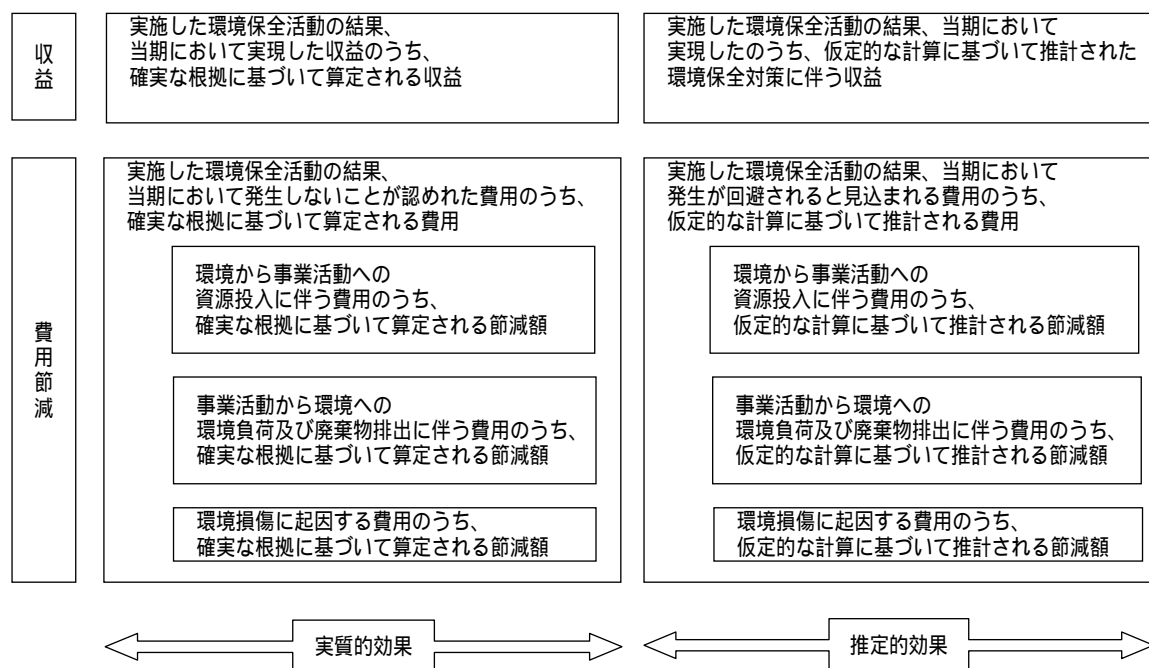 収
益
実施した環境保全活動の結果、
当期において実現した収益のうち、
確実な根拠に基づいて算定される収益
実施した環境保全活動の結果、当期において
実現したのうち、仮定的な計算に基づいて推計された
環境保全対策に伴う収益
費
用
節
減
実施した環境保全活動の結果、
当期において発生しないことが認めれた費用のうち、
確実な根拠に基づいて算定される費用
環境から事業活動への
資源投入に伴う費用のうち、
確実な根拠に基づいて算定される節減額
事業活動から環境への
環境負荷及び廃棄物排出に伴う費用のうち、
確実な根拠に基づいて算定される節減額
環境損傷に起因する費用のうち、
確実な根拠に基づいて算定される節減額
実施した環境保全活動の結果、当期において
発生が回避されると見込まれる費用のうち、
仮定的な計算に基づいて推計される費用
環境から事業活動への
資源投入に伴う費用のうち、
仮定的な計算に基づいて推計される節減額
事業活動から環境への
環境負荷及び廃棄物排出に伴う費用のうち、
仮定的な計算に基づいて推計される節減額
環境損傷に起因する費用のうち、
仮定的な計算に基づいて推計される節減額
実質的効果
推定的効果